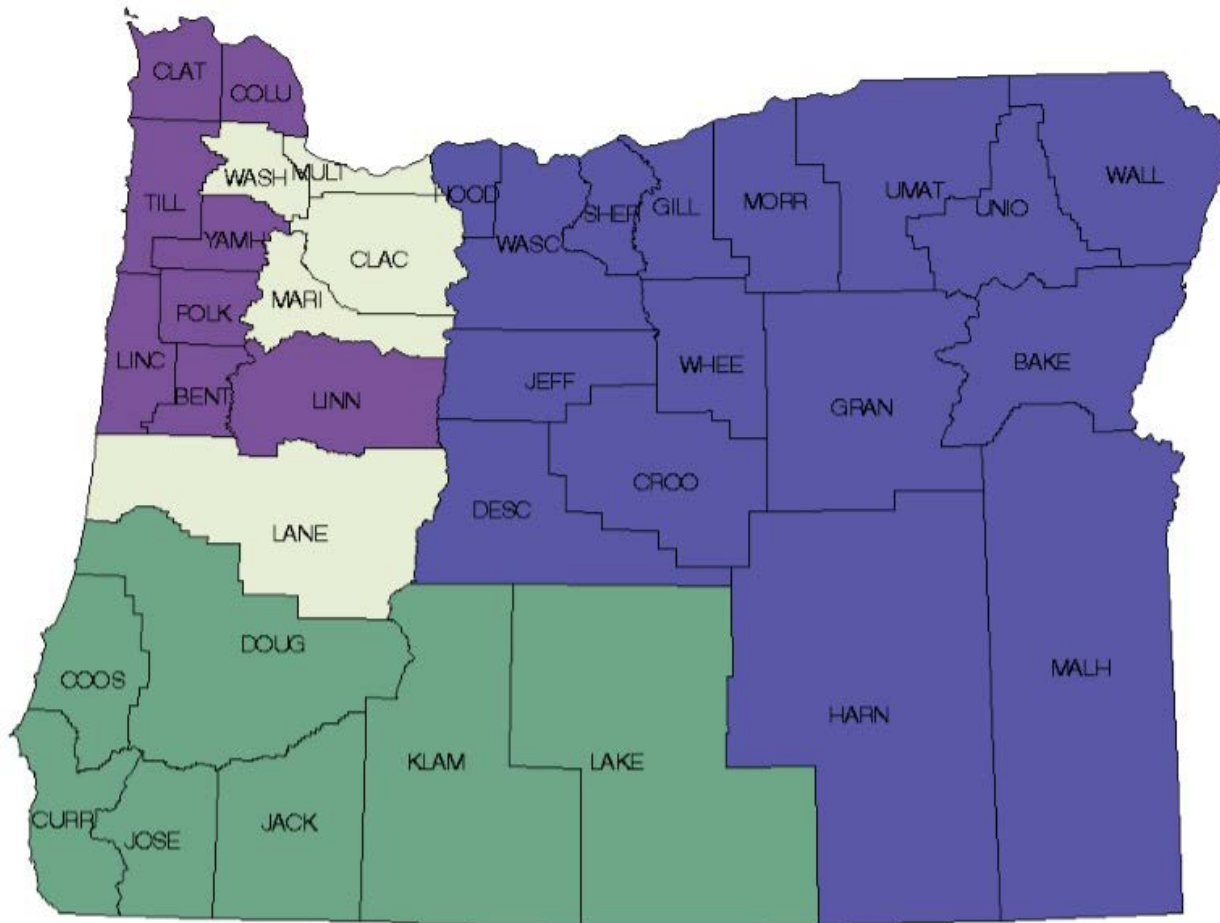 CLAT
COLU
WASH
MULT
HOOD
TILL
YAMH
CLAC
WASC
SHER
GILL
MORR
UMAT
UNIO
WALL
MARI
POLK
LINC
BENT
LINN
JEFF
WHEE
GRAN
BAKE
LANE
DESC
CROO
DOUG
COOS
KLAM
LAKE
HARN
MALH
CURR
JOSE
JACK